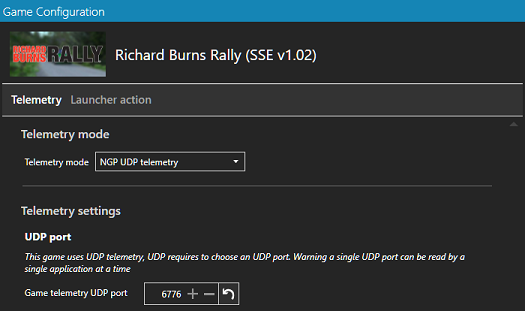 Game Configuration
RICHARD
BURNS RALLY
Richard Burns Rally (SSE v1.02)
Telemetry Launcher action
Telemetry mode
Telemetry mode NGP UDP telemetry
Telemetry settings
UDP port
This game uses UDP telemetry, UDP requires to choose an UDP port. Warning a single UDP port can be read by a
single application at a time
Game telemetry UDP port 6776